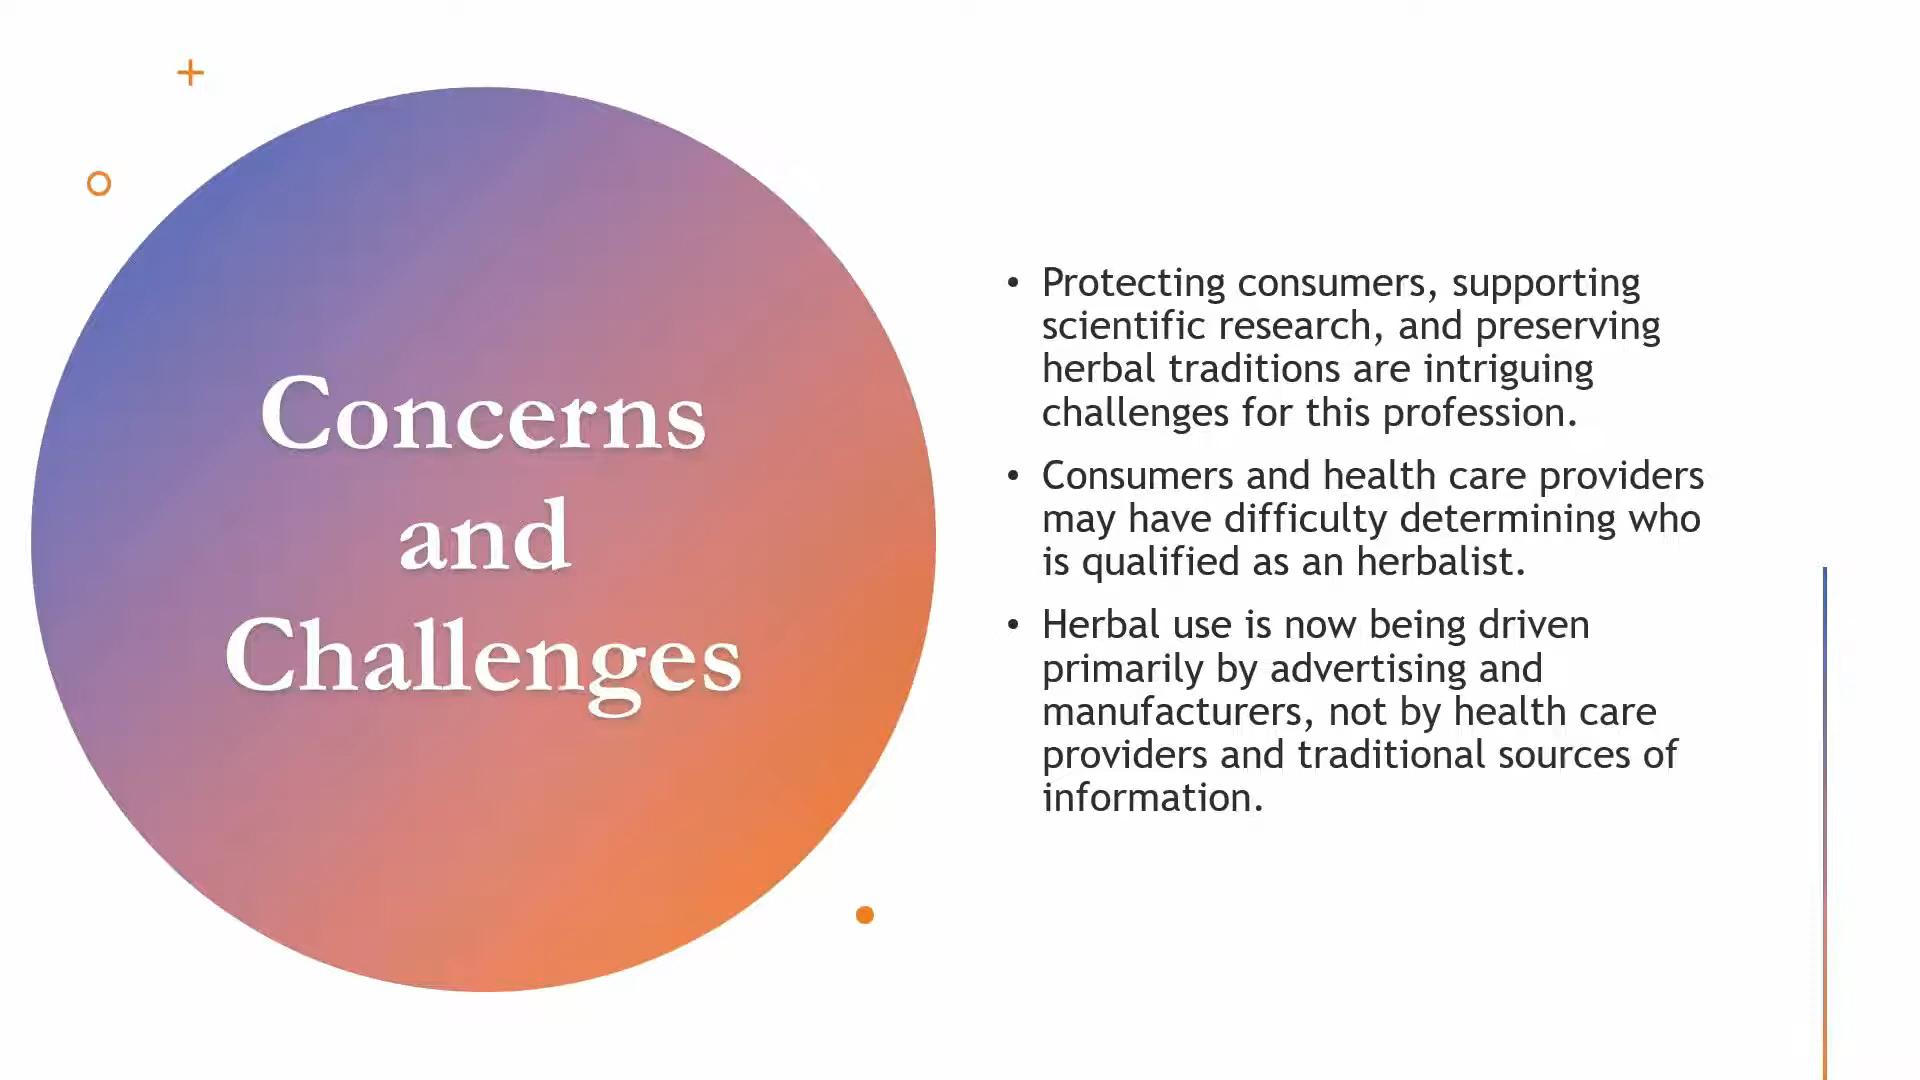 Concerns
and
Challenges
• Protecting consumers, supporting
scientific research, and preserving
herbal traditions are intriguing
challenges for this profession.
• Consumers and health care providers
may have difficulty determining who
is qualified as an herbalist.
• Herbal use is now being driven
primarily by advertising and
manufacturers, not by health care
providers and traditional sources of
information.